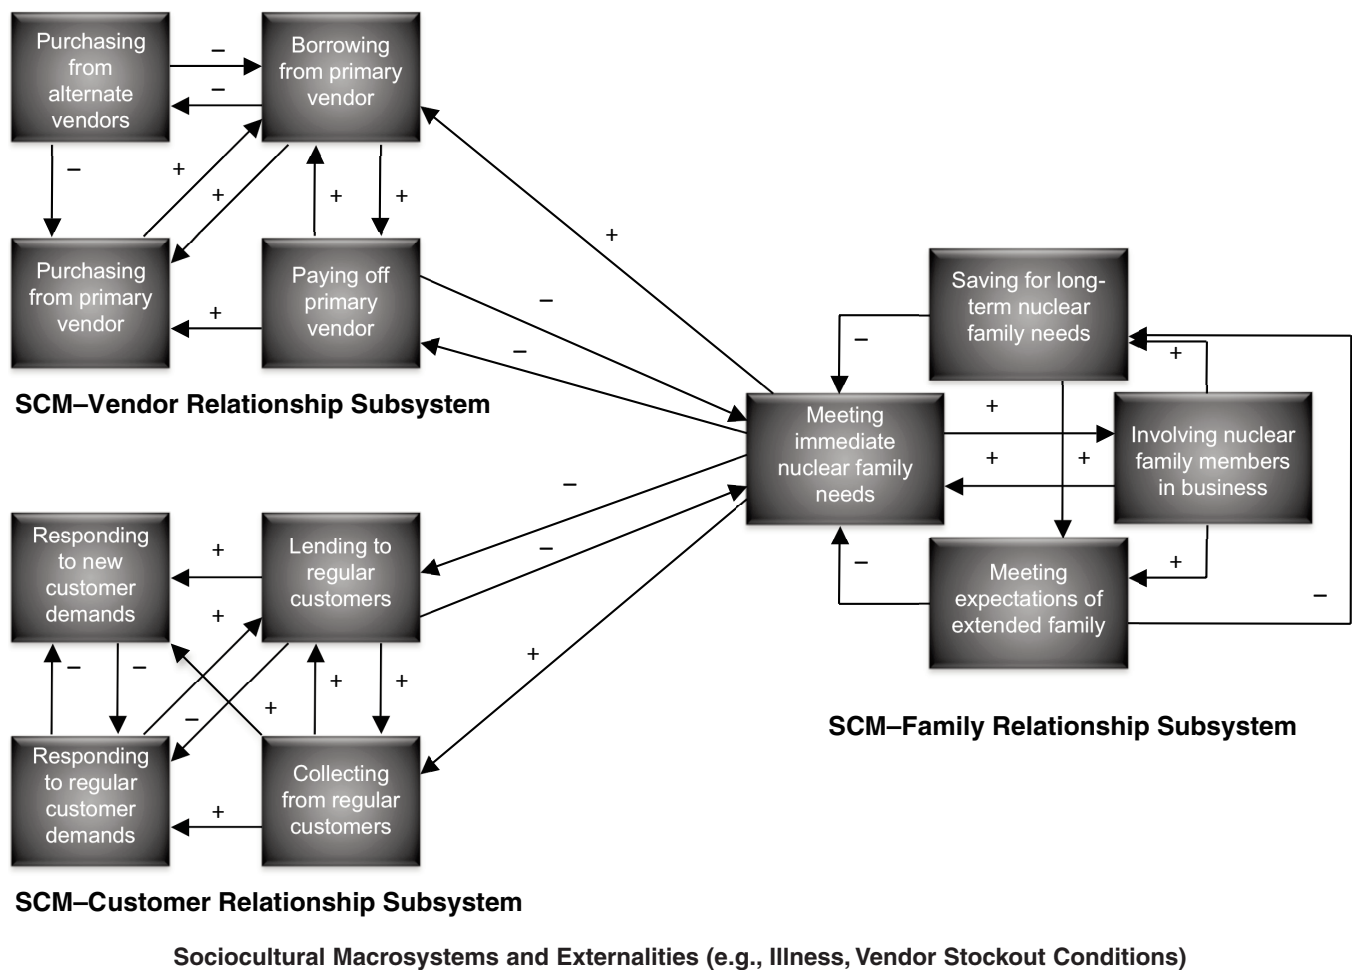 Purchasing
from
alternate
vendors
–
–
Borrowing
from primary
vendor
–
+
+
+
+
Purchasing
from primary
vendor
+
Paying off
primary
vendor
SCM–Vendor Relationship Subsystem
+
–
–
–
–
+
Saving for long-
term nuclear
family needs
–
+
Meeting
immediate
nuclear family
needs
+
+
+
Involving nuclear
family members
in business
–
+
Meeting
expectations of
extended family
–
SCM–Family Relationship Subsystem
Responding
to new
customer
demands
+
+
Lending to
regular
customers
–
–
–
+
+
+
Responding
to regular
customer
demands
+
Collecting
from regular
customers
SCM–Customer Relationship Subsystem
Sociocultural Macrosystems and Externalities (e.g., Illness, Vendor Stockout Conditions)